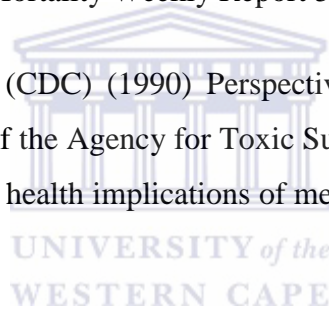 ortality Weekly Report
(CDC) (1990) Perspectiv
f the Agency for Toxic Su
health implications of me
UNIVERSITY of the
WESTERN CAPE